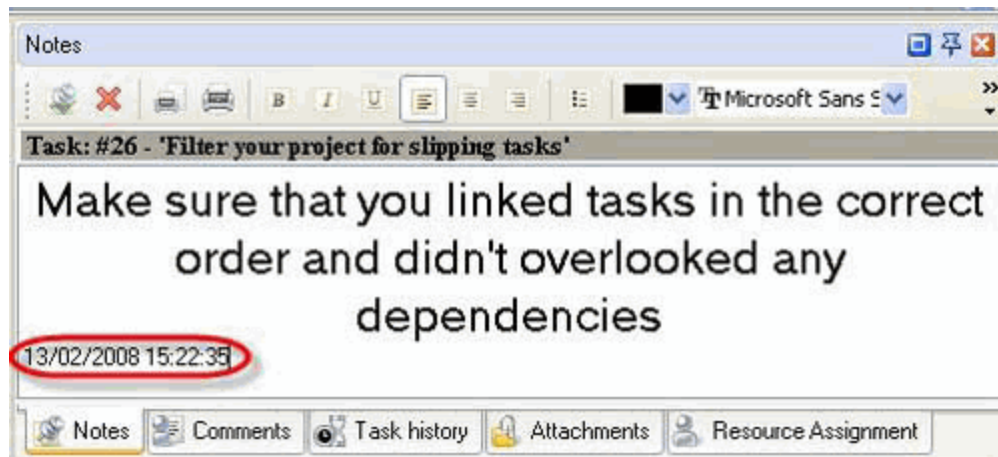 Notes
B I U Microsoft Sans S
Task: #26 - 'Filter your project for slipping tasks'
Make sure that you linked tasks in the correct
order and didn't overlooked any
dependencies
13/02/2008 15:22:35
Notes Comments Task history Attachments Resource Assignment